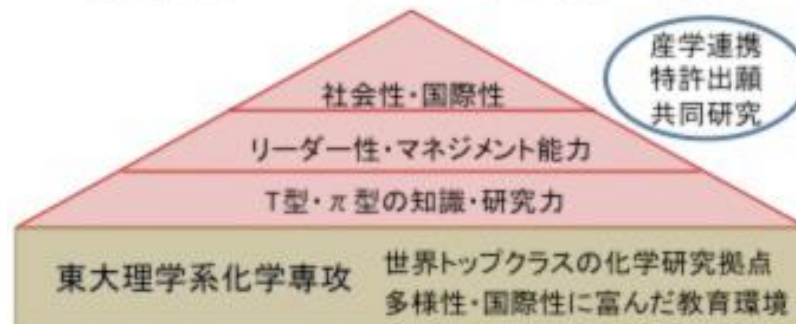 産学連携
特許出願
共同研究
社会性・国際性
リーダー性・マネジメント能力
T型・π型の知識・研究力
東大理学系化学専攻
世界トップクラスの化学研究拠点
多様性・国際性に富んだ教育環境